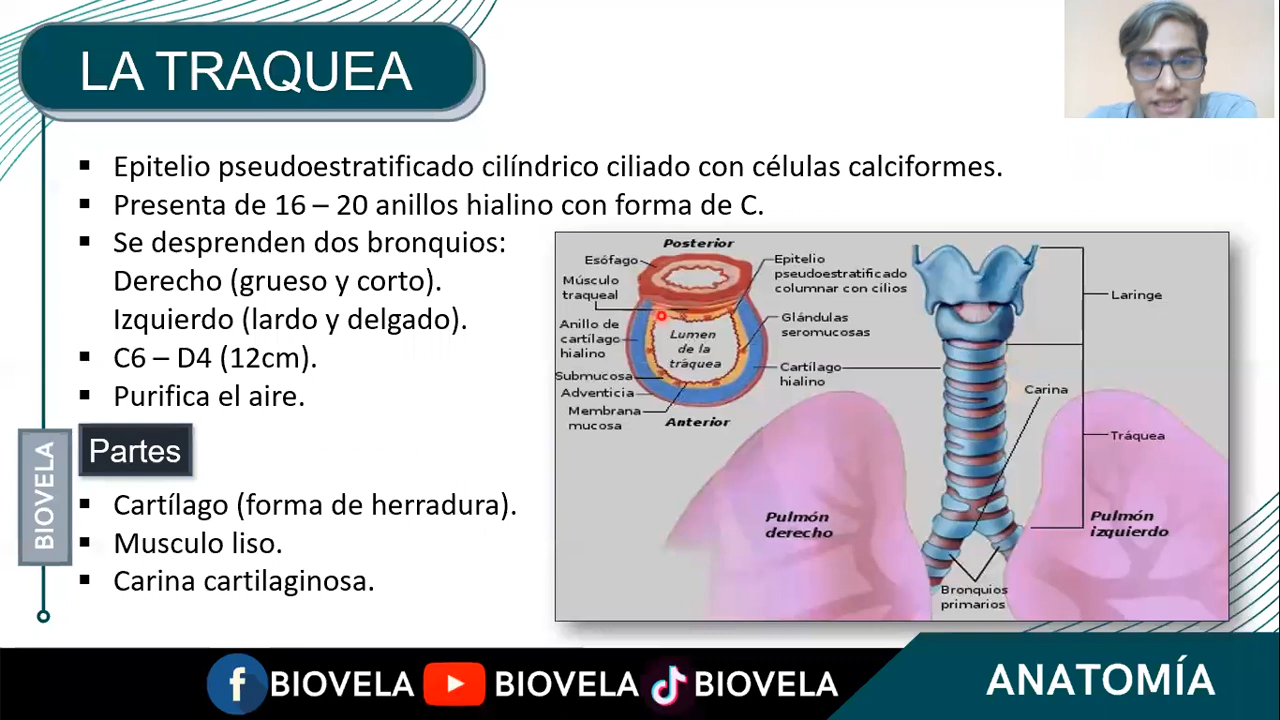 LA TRAQUEA
▪ Epitelio pseudoestratificado cilíndrico ciliado con células calciformes.
▪ Presenta de 16 – 20 anillos hialino con forma de C.
▪ Se desprenden dos bronquios:
Derecho (grueso y corto).
Izquierdo (lardo y delgado).
▪ C6 – D4 (12cm).
▪ Purifica el aire.
Partes
▪ Cartílago (forma de herradura).
▪ Musculo liso.
▪ Carina cartilaginosa.
BIOVELA
Posterior
Esófago
Músculo
traqueal
Anillo de
cartílago
hialino
Submucosa
Adventicia
Membrana
mucosa
Lumen
de la
tráquea
Anterior
Epitelio
pseudoestratificado
columnar con cilios
Glándulas
seromucosas
Cartílago
hialino
Laringe
Carina
Tráquea
Pulmón
derecho
Pulmón
izquierdo
Bronquios
primarios
BIOVELA BIOVELA BIOVELA
ANATOMÍA